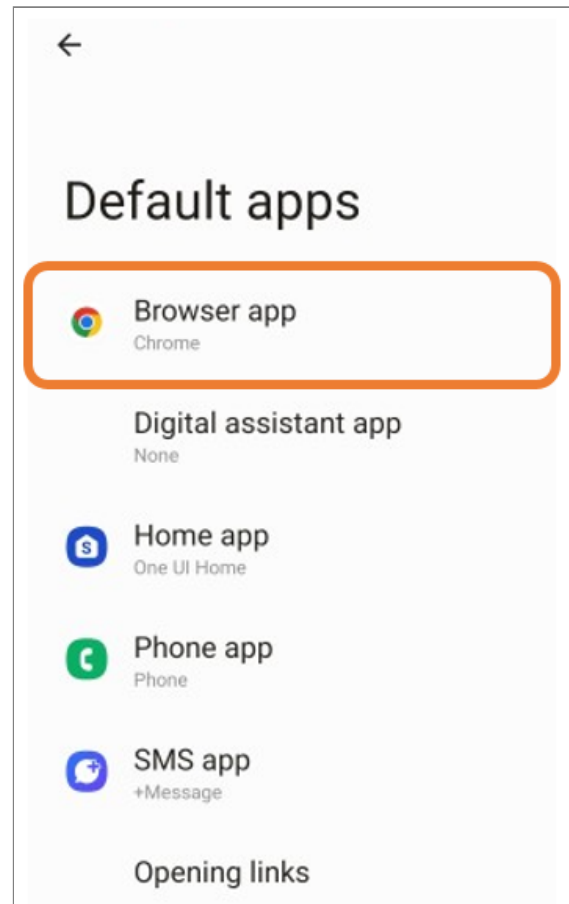 Default apps
Browser app
Chrome
Digital assistant app
None
Home app
One UI Home
Phone app
Phone
SMS app
+Message
Opening links